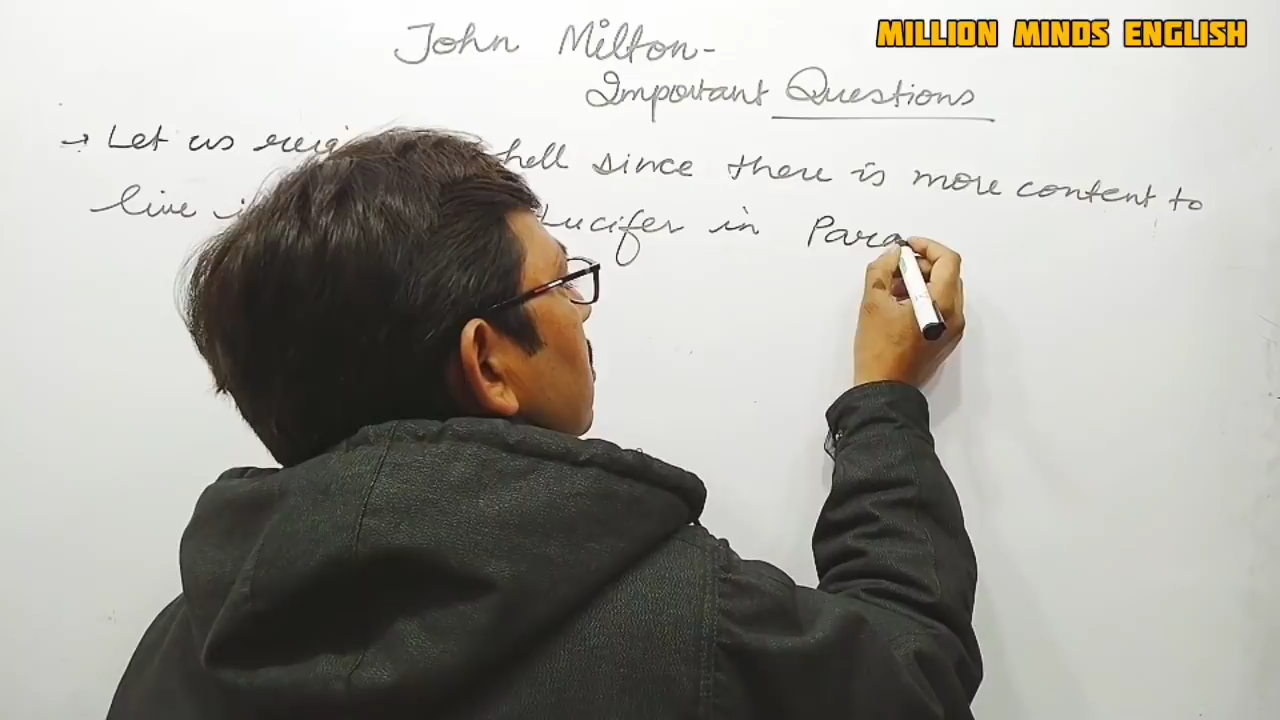 MILLION MINDS ENGLISH
John Milton-
Important Questions
→ Let us hell since there is more content to
live Lucifer in Para